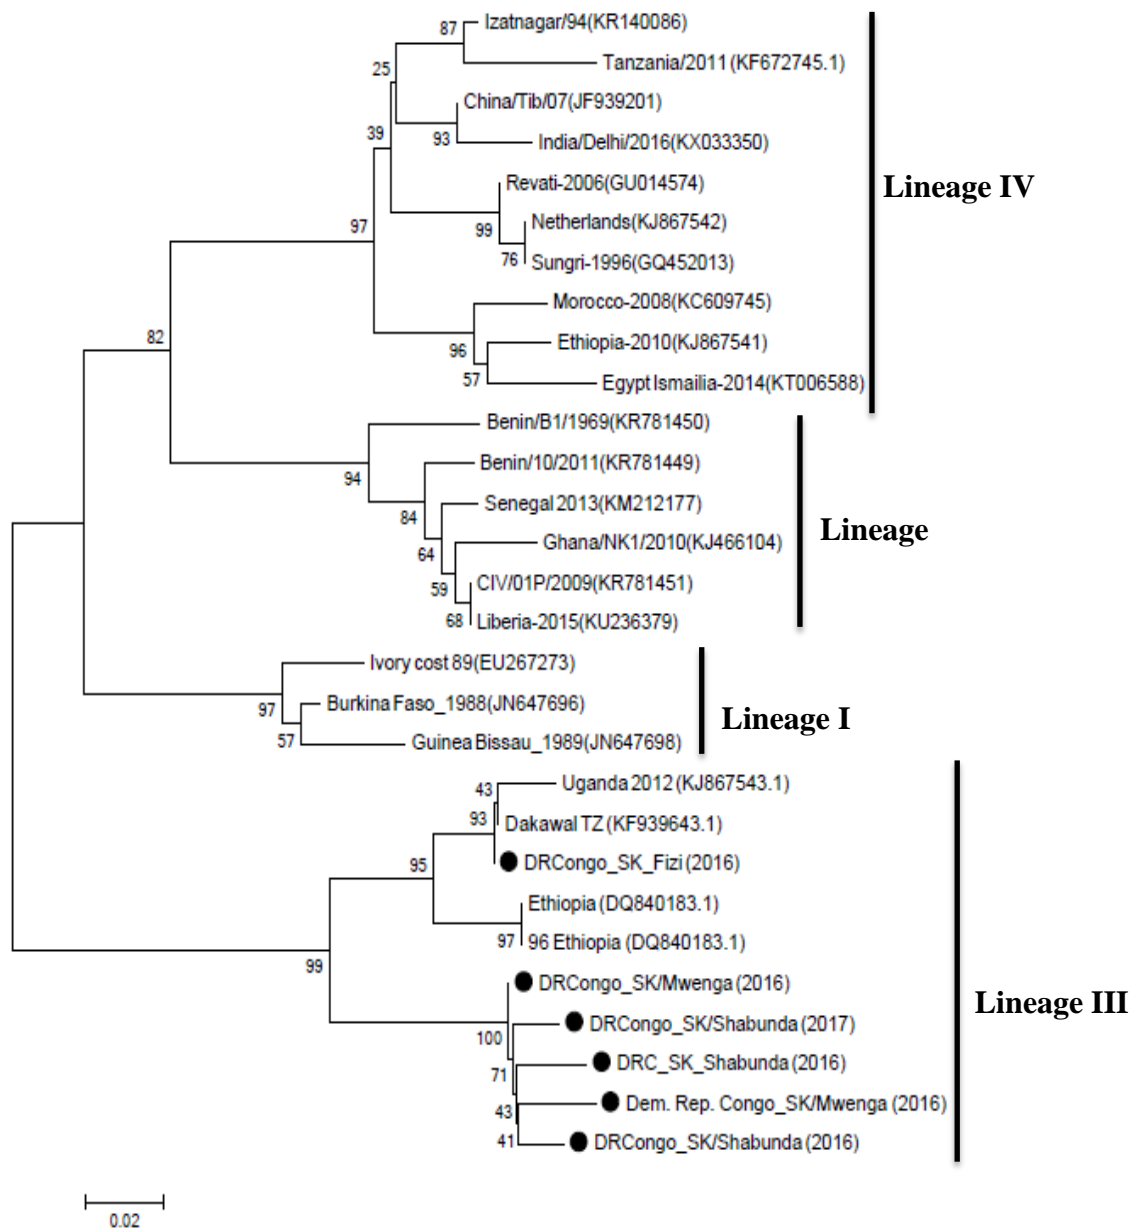 Izatnagar/94(KR140086)
87
Tanzania/2011(KF672745.1)
25
China/Tib/07(JF939201)
93
India/Delhi/2016(KX033350)
39
Revati-2006(GU014574)
Lineage IV
99
Netherlands(KJ867542)
97
76
Sungri-1996(GQ452013)
Morocco-2008(KC609745)
82
96
Ethiopia-2010(KJ867541)
57
Egypt Ismailia-2014(KT006588)
Benin/B1/1969(KR781450)
94
Benin/10/2011(KR781449)
84
Senegal 2013(KM212177)
Lineage
64
Ghana/NK1/2010(KJ466104)
59
CIV/01P/2009(KR781451)
68
Liberia-2015(KU236379)
Ivory cost 89(EU267273)
97
Burkina Faso_1988(JN647696)
Lineage I
57
Guinea Bissau_1989(JN647698)
43
Uganda 2012(KJ867543.1)
93
Dakawal TZ (KF939643.1)
95
DRCongo_SK_Fizi(2016)
Ethiopia (DQ840183.1)
97
96 Ethiopia (DQ840183.1)
99
DRCongo_SK/Mwenga(2016)
Lineage III
100
DRCongo_SK/Shabunda(2017)
71
DRC_SK_Shabunda(2016)
43
Dem. Rep. Congo_SK/Mwenga(2016)
41
DRCongo_SK/Shabunda(2016)
0.02